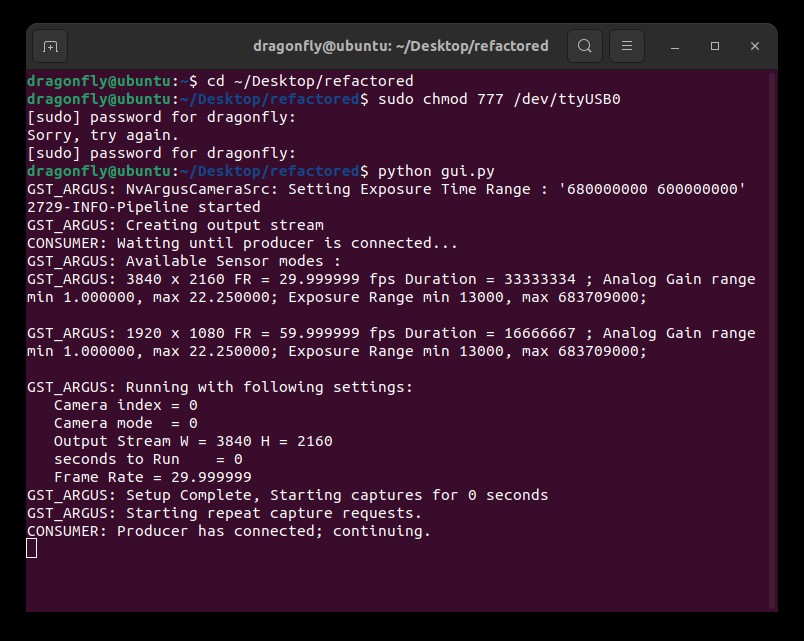 dragonfly@ubuntu: ~/Desktop/refactored
dragonfly@ubuntu:~$ cd ~/Desktop/refactored
dragonfly@ubuntu:~/Desktop/refactored$ sudo chmod 777 /dev/ttyUSB0
[sudo] password for dragonfly:
Sorry, try again.
[sudo] password for dragonfly:
dragonfly@ubuntu:~/Desktop/refactored$ python gui.py
GST_ARGUS: NvArgusCameraSrc: Setting Exposure Time Range : '680000000 600000000'
2729-INFO-Pipeline started
GST_ARGUS: Creating output stream
CONSUMER: Waiting until producer is connected...
GST_ARGUS: Available Sensor modes :
GST_ARGUS: 3840 x 2160 FR = 29.999999 fps Duration = 33333334 ; Analog Gain range
min 1.000000, max 22.250000; Exposure Range min 13000, max 683709000;
GST_ARGUS: 1920 x 1080 FR = 59.999999 fps Duration = 16666667 ; Analog Gain range
min 1.000000, max 22.250000; Exposure Range min 13000, max 683709000;
GST_ARGUS: Running with following settings:
   Camera index = 0
   Camera mode  = 0
   Output Stream W = 3840 H = 2160
   seconds to Run    = 0
   Frame Rate = 29.999999
GST_ARGUS: Setup Complete, Starting captures for 0 seconds
GST_ARGUS: Starting repeat capture requests.
CONSUMER: Producer has connected; continuing.